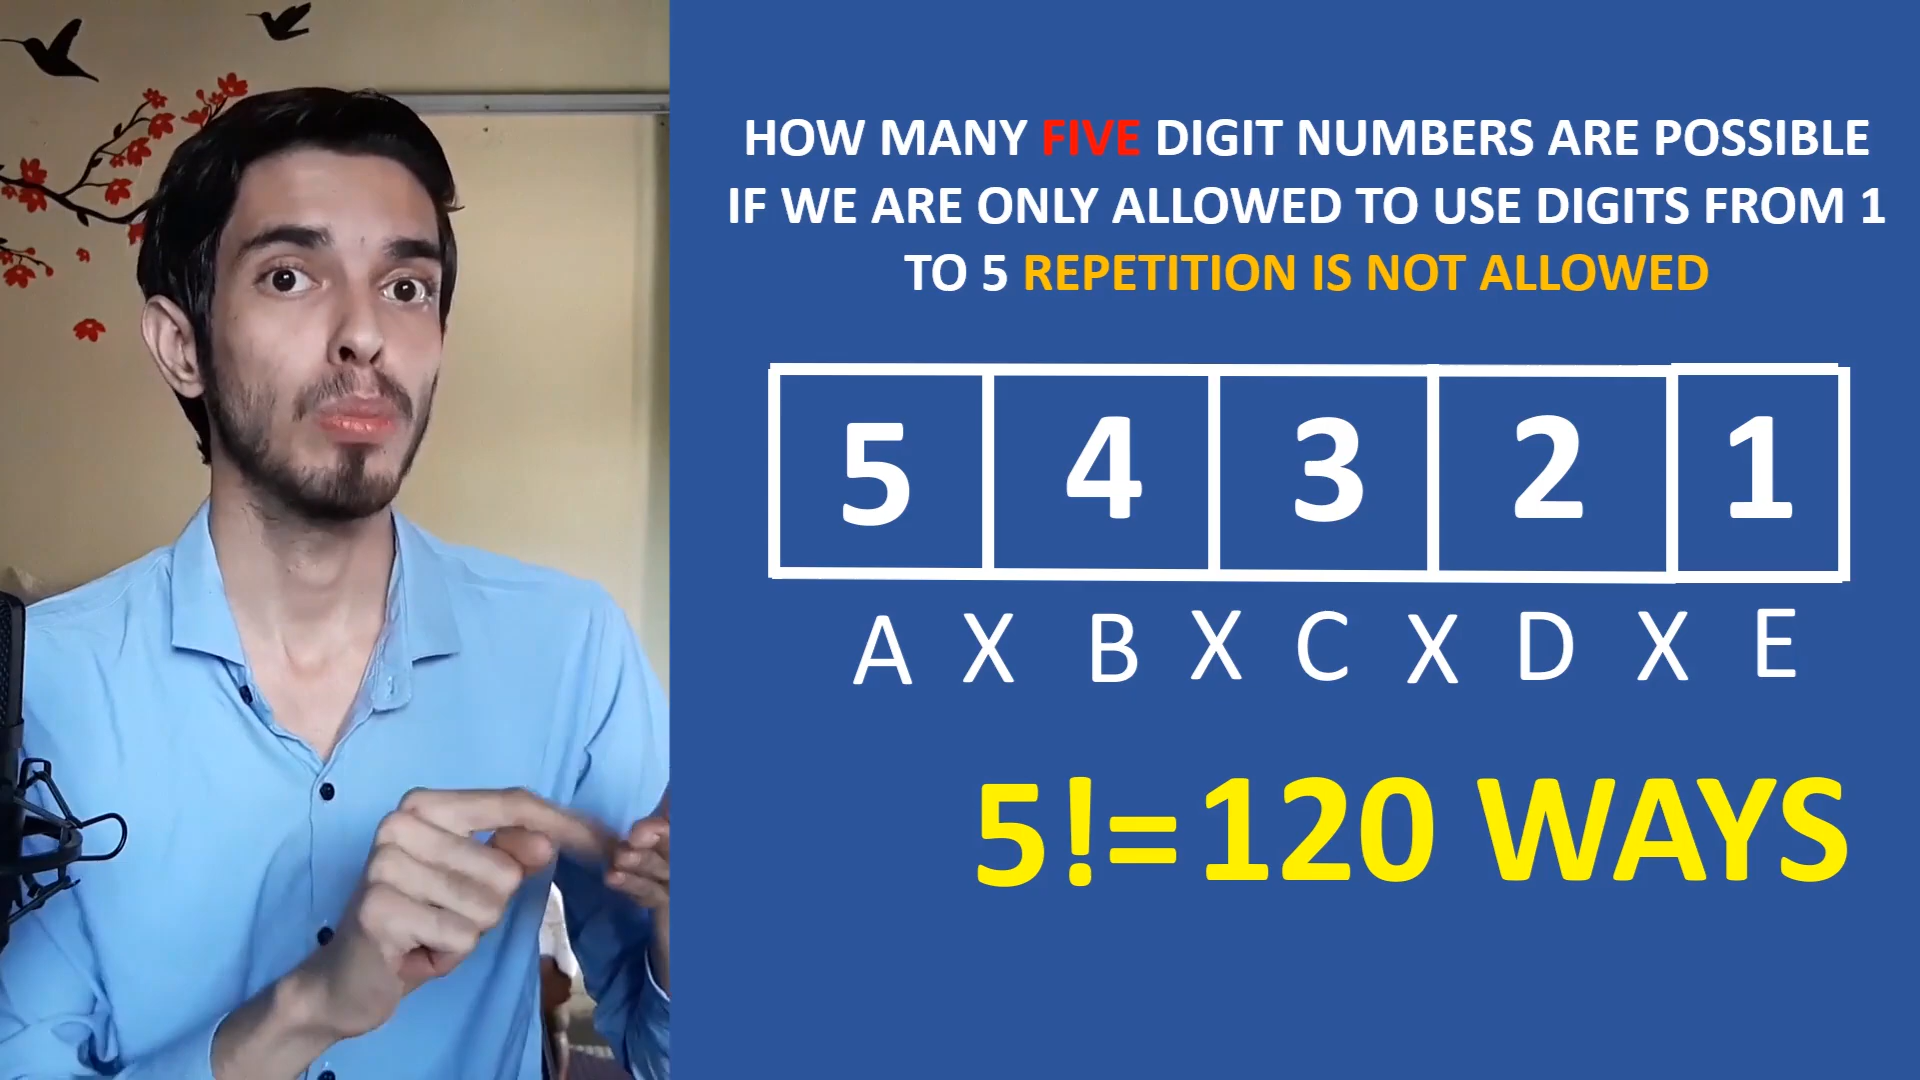 HOW MANY FIVE DIGIT NUMBERS ARE POSSIBLE
IF WE ARE ONLY ALLOWED TO USE DIGITS FROM 1
TO 5 REPETITION IS NOT ALLOWED
5 4 3 2 1
A X B X C X D X E
5!=120 WAYS